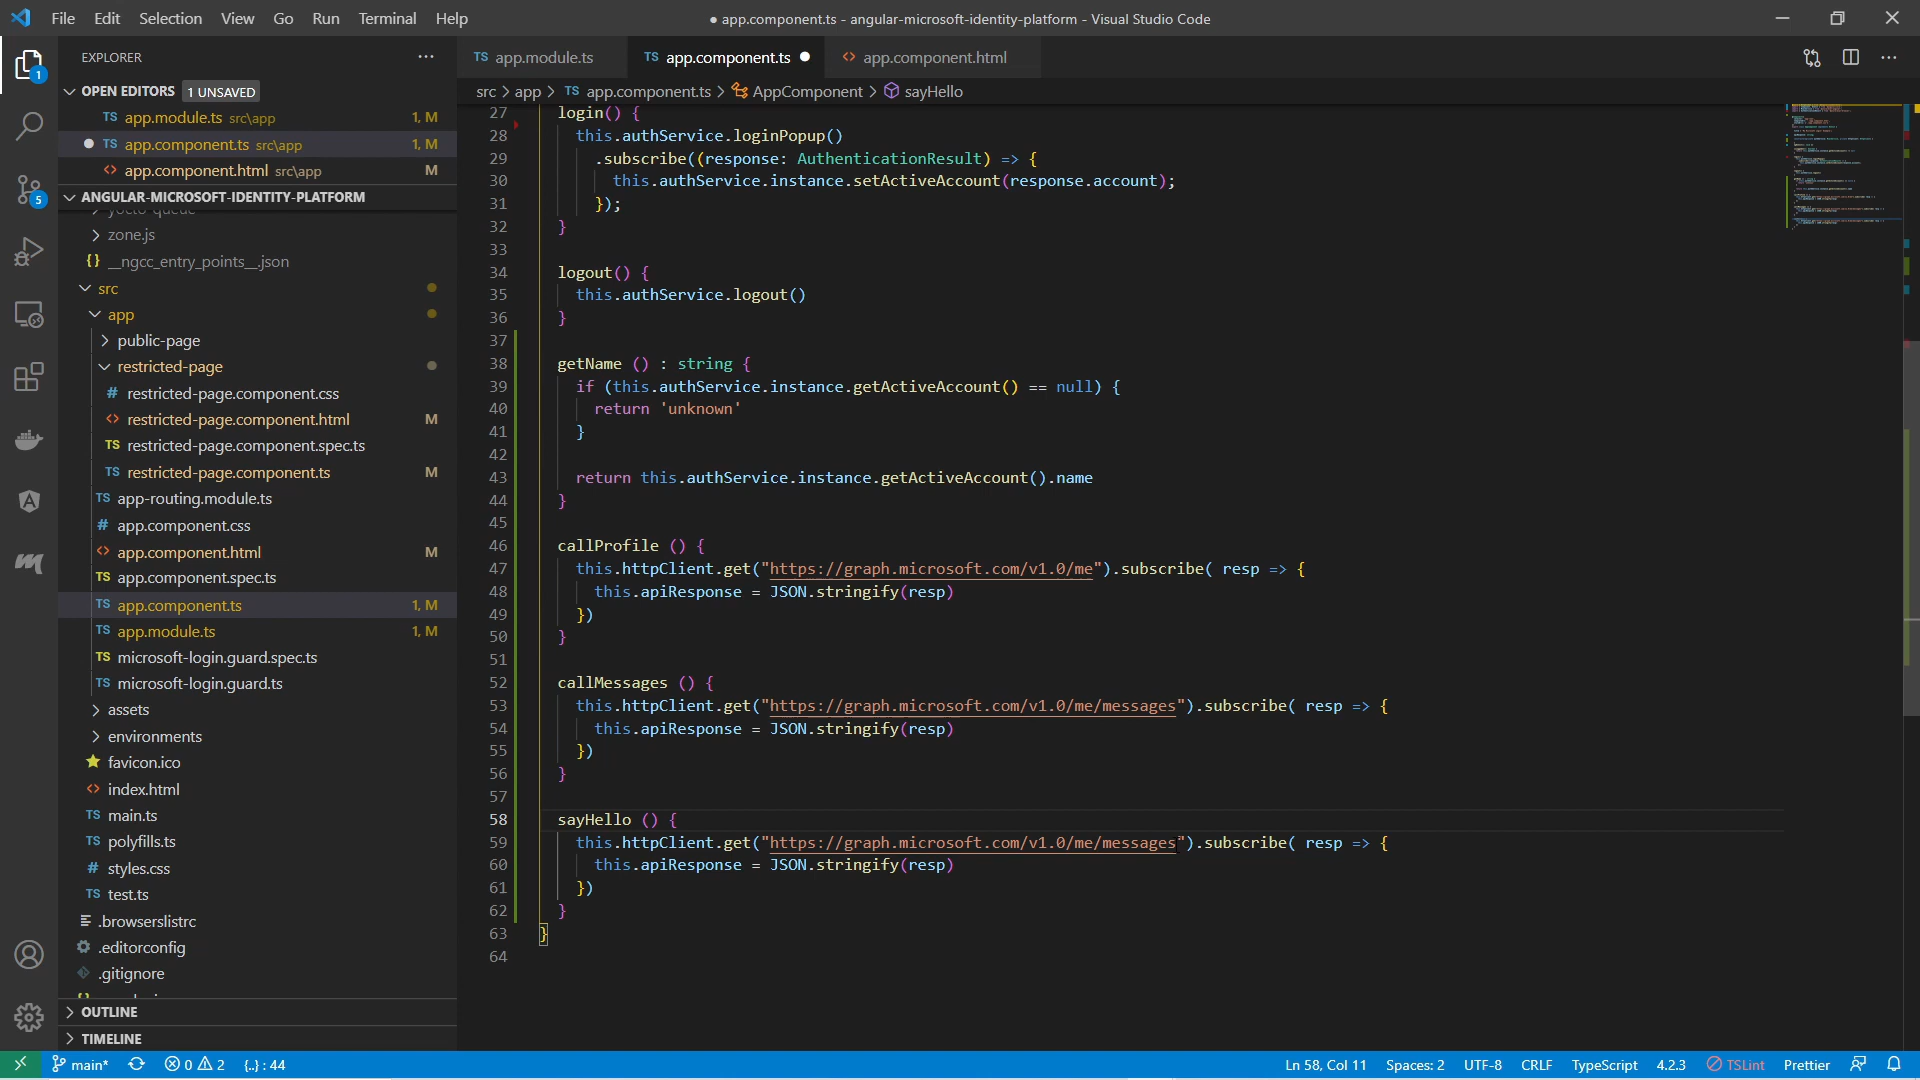 File Edit Selection View Go Run Terminal Help
● app.component.ts - angular-microsoft-identity-platform - Visual Studio Code
EXPLORER
OPEN EDITORS 1 UNSAVED
TS app.module.ts src\app 1, M
TS app.component.ts src\app 1, M
<> app.component.html src\app M
ANGULAR-MICROSOFT-IDENTITY-PLATFORM
yocto-queue
zone.js
{} __ngcc_entry_points__.json
src
app
public-page
restricted-page
# restricted-page.component.css
<> restricted-page.component.html M
TS restricted-page.component.spec.ts
TS restricted-page.component.ts M
TS app-routing.module.ts
# app.component.css
<> app.component.html M
TS app.component.spec.ts
TS app.component.ts 1, M
TS app.module.ts 1, M
TS microsoft-login.guard.spec.ts
TS microsoft-login.guard.ts
assets
environments
favicon.ico
<> index.html
TS main.ts
TS polyfills.ts
# styles.css
TS test.ts
.browserslistrc
.editorconfig
.gitignore
OUTLINE
TIMELINE
1
5
TS app.module.ts
TS app.component.ts ●
<> app.component.html
src > app > TS app.component.ts > AppComponent > sayHello
27 login() {
28 this.authService.loginPopup()
29 .subscribe((response: AuthenticationResult) => {
30 this.authService.instance.setActiveAccount(response.account);
31 });
32 }
33
34 logout() {
35 this.authService.logout()
36 }
37
38 getName () : string {
39 if (this.authService.instance.getActiveAccount() == null) {
40 return 'unknown'
41 }
42
43 return this.authService.instance.getActiveAccount().name
44 }
45
46 callProfile () {
47 this.httpClient.get("https://graph.microsoft.com/v1.0/me").subscribe( resp => {
48 this.apiResponse = JSON.stringify(resp)
49 })
50 }
51
52 callMessages () {
53 this.httpClient.get("https://graph.microsoft.com/v1.0/me/messages").subscribe( resp => {
54 this.apiResponse = JSON.stringify(resp)
55 })
56 }
57
58 sayHello () {
59 this.httpClient.get("https://graph.microsoft.com/v1.0/me/messages").subscribe( resp => {
60 this.apiResponse = JSON.stringify(resp)
61 })
62 }
63 }
64
main* 0 2 {..} : 44
Ln 58, Col 11 Spaces: 2 UTF-8 CRLF TypeScript 4.2.3 TSLint Prettier